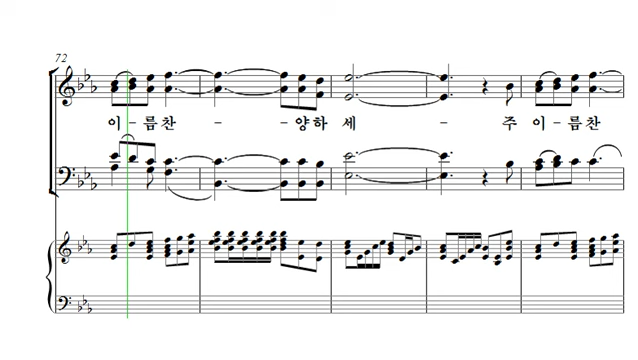 72
이 - 름 찬 - - 양 하 세 - 주 이 - 름 찬